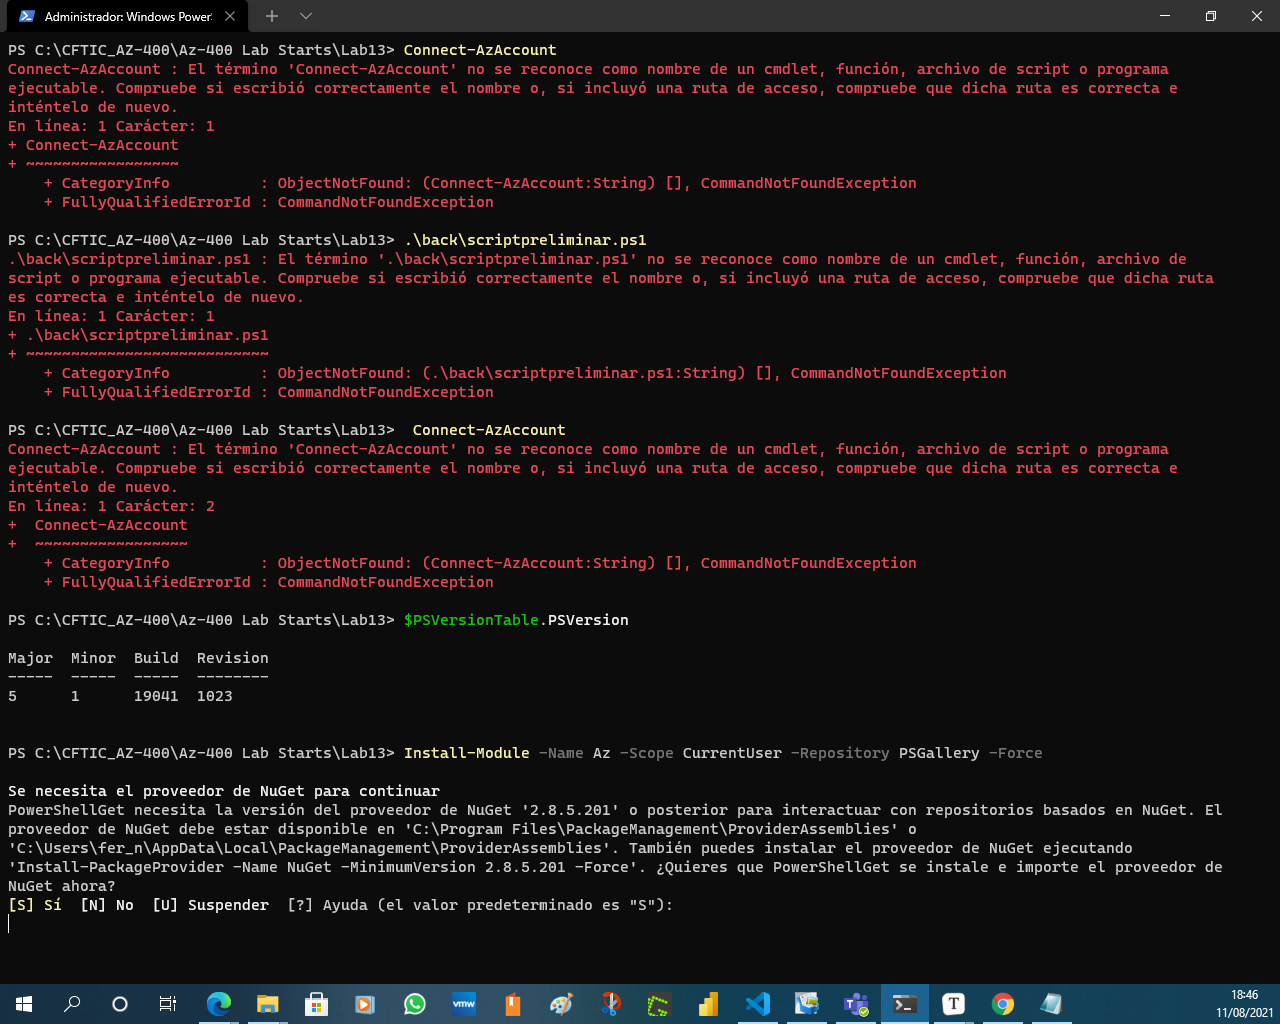 Administrador: Windows PowerS
PS C:\CFTIC_AZ-400\Az-400 Lab Starts\Lab13> Connect-AzAccount
Connect-AzAccount : El término 'Connect-AzAccount' no se reconoce como nombre de un cmdlet, función, archivo de script o programa
ejecutable. Compruebe si escribió correctamente el nombre o, si incluyó una ruta de acceso, compruebe que dicha ruta es correcta e
inténtelo de nuevo.
En línea: 1 Carácter: 1
+ Connect-AzAccount
+ ~~~~~~~~~~~~~~~~~
    + CategoryInfo          : ObjectNotFound: (Connect-AzAccount:String) [], CommandNotFoundException
    + FullyQualifiedErrorId : CommandNotFoundException
PS C:\CFTIC_AZ-400\Az-400 Lab Starts\Lab13> .\back\scriptpreliminar.ps1
.\back\scriptpreliminar.ps1 : El término '.\back\scriptpreliminar.ps1' no se reconoce como nombre de un cmdlet, función, archivo de
script o programa ejecutable. Compruebe si escribió correctamente el nombre o, si incluyó una ruta de acceso, compruebe que dicha ruta
es correcta e inténtelo de nuevo.
En línea: 1 Carácter: 1
+ .\back\scriptpreliminar.ps1
+ ~~~~~~~~~~~~~~~~~~~~~~~~~~~
    + CategoryInfo          : ObjectNotFound: (.\back\scriptpreliminar.ps1:String) [], CommandNotFoundException
    + FullyQualifiedErrorId : CommandNotFoundException
PS C:\CFTIC_AZ-400\Az-400 Lab Starts\Lab13>  Connect-AzAccount
Connect-AzAccount : El término 'Connect-AzAccount' no se reconoce como nombre de un cmdlet, función, archivo de script o programa
ejecutable. Compruebe si escribió correctamente el nombre o, si incluyó una ruta de acceso, compruebe que dicha ruta es correcta e
inténtelo de nuevo.
En línea: 1 Carácter: 2
+  Connect-AzAccount
+  ~~~~~~~~~~~~~~~~~
    + CategoryInfo          : ObjectNotFound: (Connect-AzAccount:String) [], CommandNotFoundException
    + FullyQualifiedErrorId : CommandNotFoundException
PS C:\CFTIC_AZ-400\Az-400 Lab Starts\Lab13> $PSVersionTable.PSVersion
Major  Minor  Build  Revision
-----  -----  -----  --------
5      1      19041  1023
PS C:\CFTIC_AZ-400\Az-400 Lab Starts\Lab13> Install-Module -Name Az -Scope CurrentUser -Repository PSGallery -Force
Se necesita el proveedor de NuGet para continuar
PowerShellGet necesita la versión del proveedor de NuGet '2.8.5.201' o posterior para interactuar con repositorios basados en NuGet. El
proveedor de NuGet debe estar disponible en 'C:\Program Files\PackageManagement\ProviderAssemblies' o
'C:\Users\fer_n\AppData\Local\PackageManagement\ProviderAssemblies'. También puedes instalar el proveedor de NuGet ejecutando
'Install-PackageProvider -Name NuGet -MinimumVersion 2.8.5.201 -Force'. ¿Quieres que PowerShellGet se instale e importe el proveedor de
NuGet ahora?
[S] Sí  [N] No  [U] Suspender  [?] Ayuda (el valor predeterminado es "S"):
vmw
T
18:46
11/08/2021